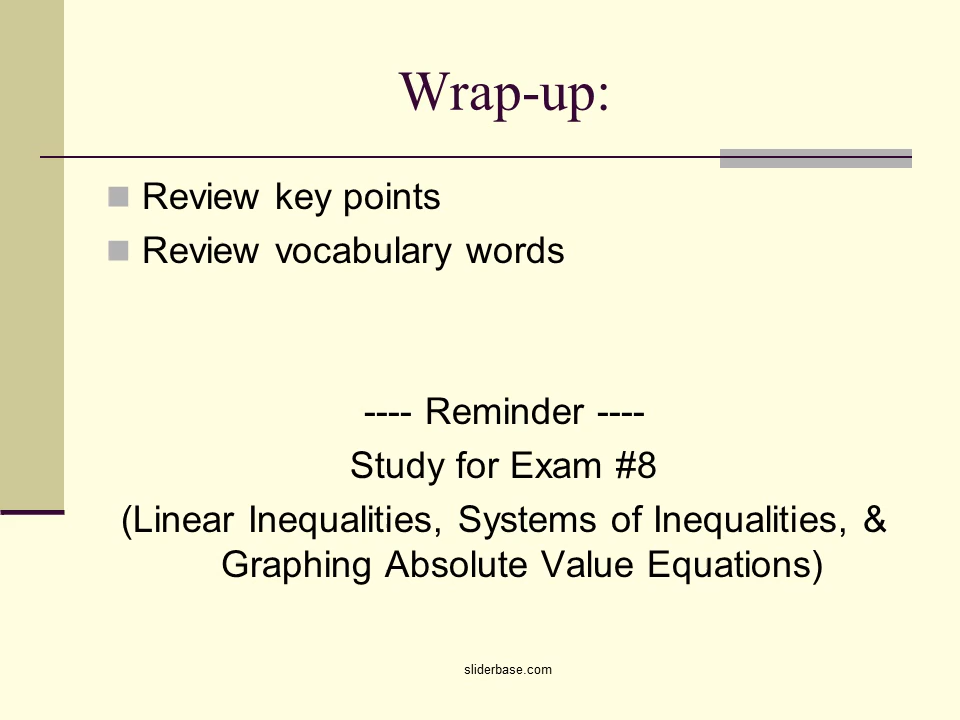 Wrap-up:
Review key points
Review vocabulary words
---- Reminder ----
Study for Exam #8
(Linear Inequalities, Systems of Inequalities, &
Graphing Absolute Value Equations)
sliderbase.com